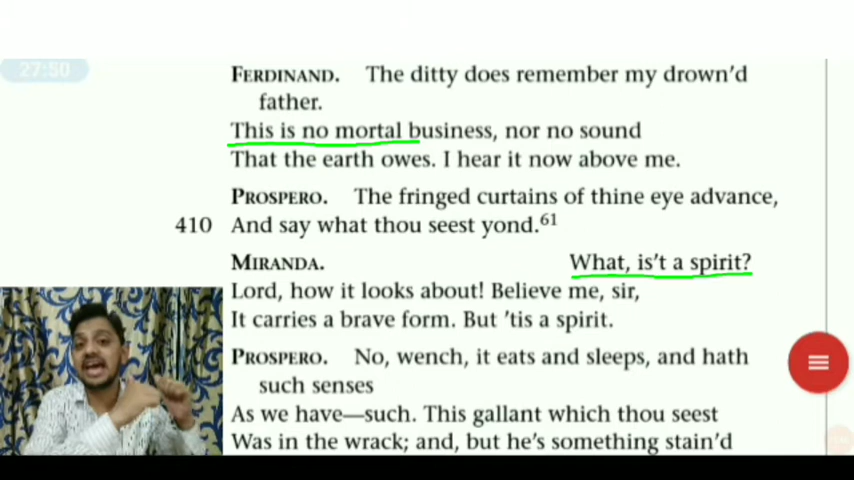 27:50
FERDINAND. The ditty does remember my drown'd
father.
This is no mortal business, nor no sound
That the earth owes. I hear it now above me.
PROSPERO. The fringed curtains of thine eye advance,
410 And say what thou seest yond.61
MIRANDA. What, is't a spirit?
Lord, how it looks about! Believe me, sir,
It carries a brave form. But 'tis a spirit.
PROSPERO. No, wench, it eats and sleeps, and hath
such senses
As we have—such. This gallant which thou seest
Was in the wrack; and, but he's something stain'd